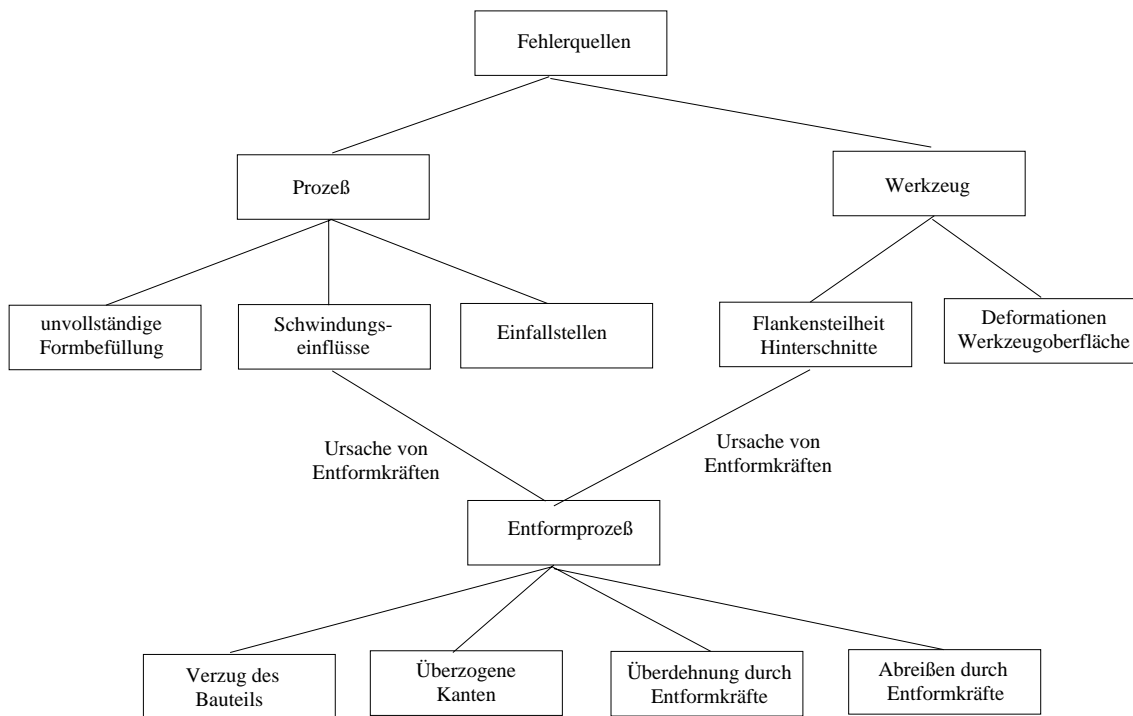 Fehlerquellen
Prozeß
Werkzeug
unvollständige
Formbefüllung
Schwindungs-
einflüsse
Einfallstellen
Flankensteilheit
Hinterschnitte
Deformationen
Werkzeugoberfläche
Ursache von
Entformkräften
Ursache von
Entformkräften
Entformprozeß
Verzug des
Bauteils
Überzogene
Kanten
Überdehnung durch
Entformkräfte
Abreißen durch
Entformkräfte